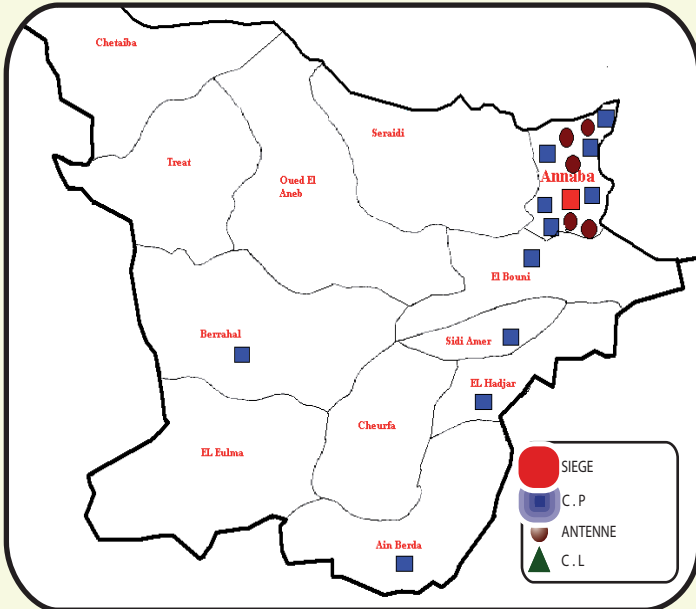 Chetaiba
Seraidi
Treat
Oued El
Aneb
Annaba
El Bouni
Berrahal
Sidi Amer
EL Hadjar
Cheurfa
EL Eulma
Ain Berda
SIEGE
C.P
ANTENNE
C.L